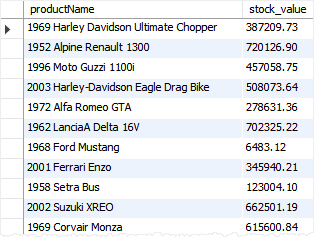 productName stock_value
1969 Harley Davidson Ultimate Chopper 387209.73
1952 Alpine Renault 1300 720126.90
1996 Moto Guzzi 1100i 457058.75
2003 Harley-Davidson Eagle Drag Bike 508073.64
1972 Alfa Romeo GTA 278631.36
1962 LanciaA Delta 16V 702325.22
1968 Ford Mustang 6483.12
2001 Ferrari Enzo 345940.21
1958 Setra Bus 123004.10
2002 Suzuki XREO 662501.19
1969 Corvair Monza 615600.84